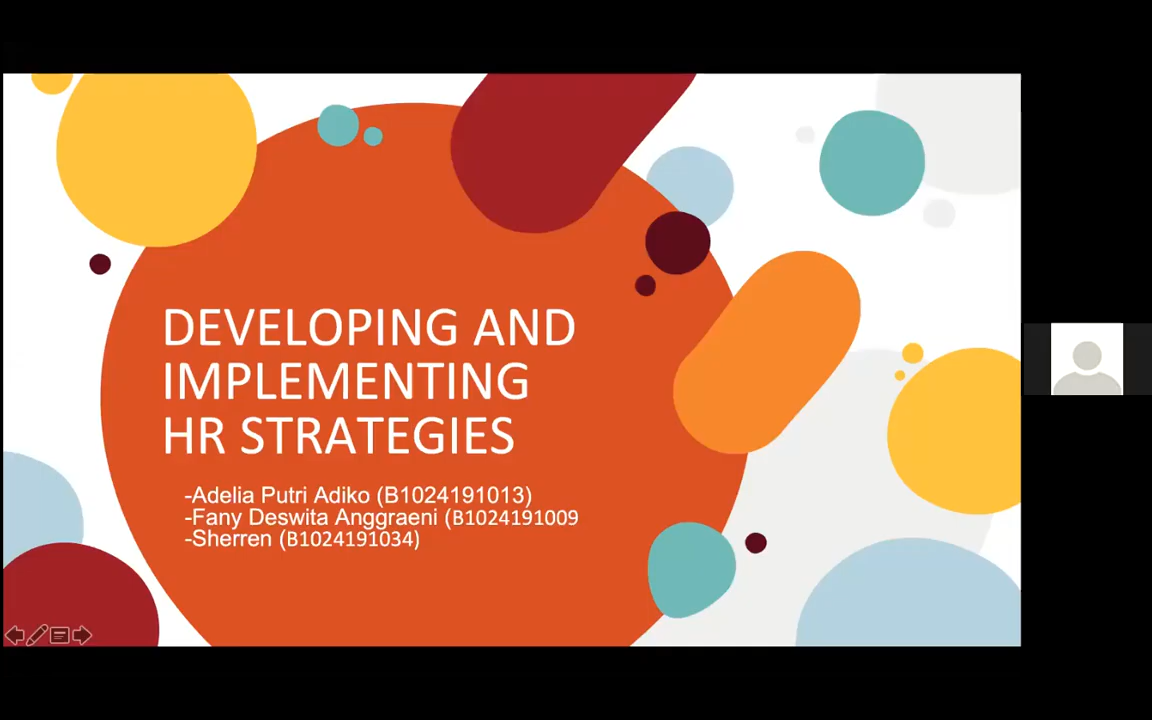 DEVELOPING AND
IMPLEMENTING
HR STRATEGIES
-Adelia Putri Adiko (B1024191013)
-Fany Deswita Anggraeni (B1024191009
-Sherren (B1024191034)